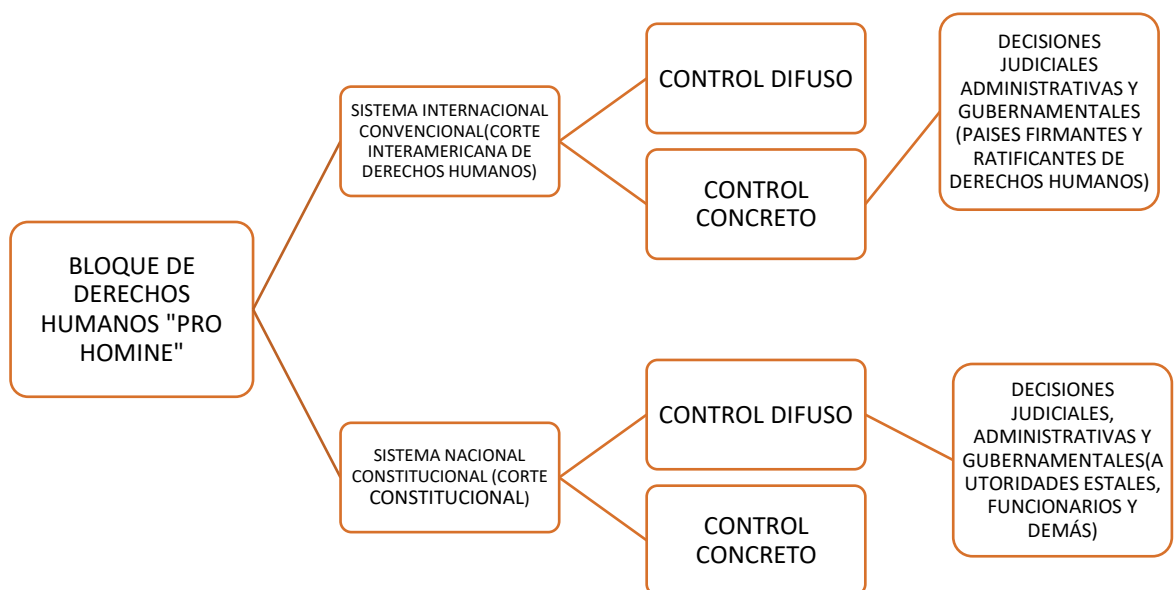 BLOQUE DE
DERECHOS
HUMANOS "PRO
HOMINE"
SISTEMA INTERNACIONAL
CONVENCIONAL(CORTE
INTERAMERICANA DE
DERECHOS HUMANOS)
CONTROL DIFUSO
CONTROL
CONCRETO
DECISIONES
JUDICIALES
ADMINISTRATIVAS Y
GUBERNAMENTALES
(PAISES FIRMANTES Y
RATIFICANTES DE
DERECHOS HUMANOS)
SISTEMA NACIONAL
CONSTITUCIONAL (CORTE
CONSTITUCIONAL)
CONTROL DIFUSO
CONTROL
CONCRETO
DECISIONES
JUDICIALES,
ADMINISTRATIVAS Y
GUBERNAMENTALES(A
UTORIDADES ESTALES,
FUNCIONARIOS Y
DEMÁS)